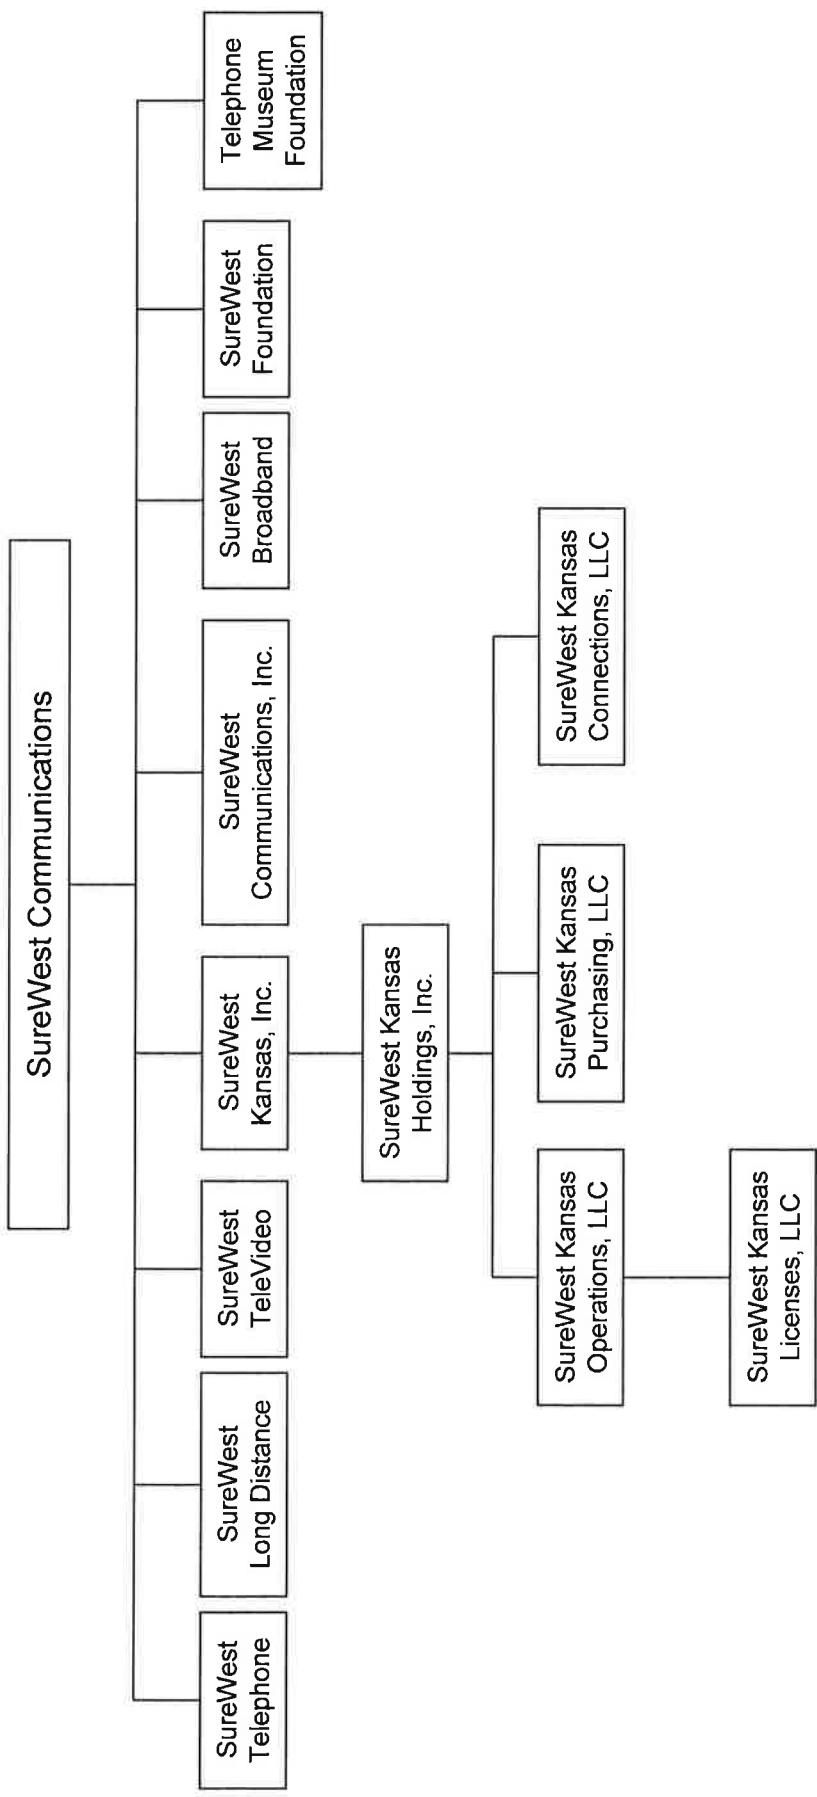 SureWest Communications
SureWest
Telephone
SureWest
Long Distance
SureWest
TeleVideo
SureWest
Kansas, Inc.
SureWest
Communications, Inc.
SureWest
Broadband
SureWest
Foundation
Telephone
Museum
Foundation
SureWest Kansas
Holdings, Inc.
SureWest Kansas
Operations, LLC
SureWest Kansas
Purchasing, LLC
SureWest Kansas
Connections, LLC
SureWest Kansas
Licenses, LLC